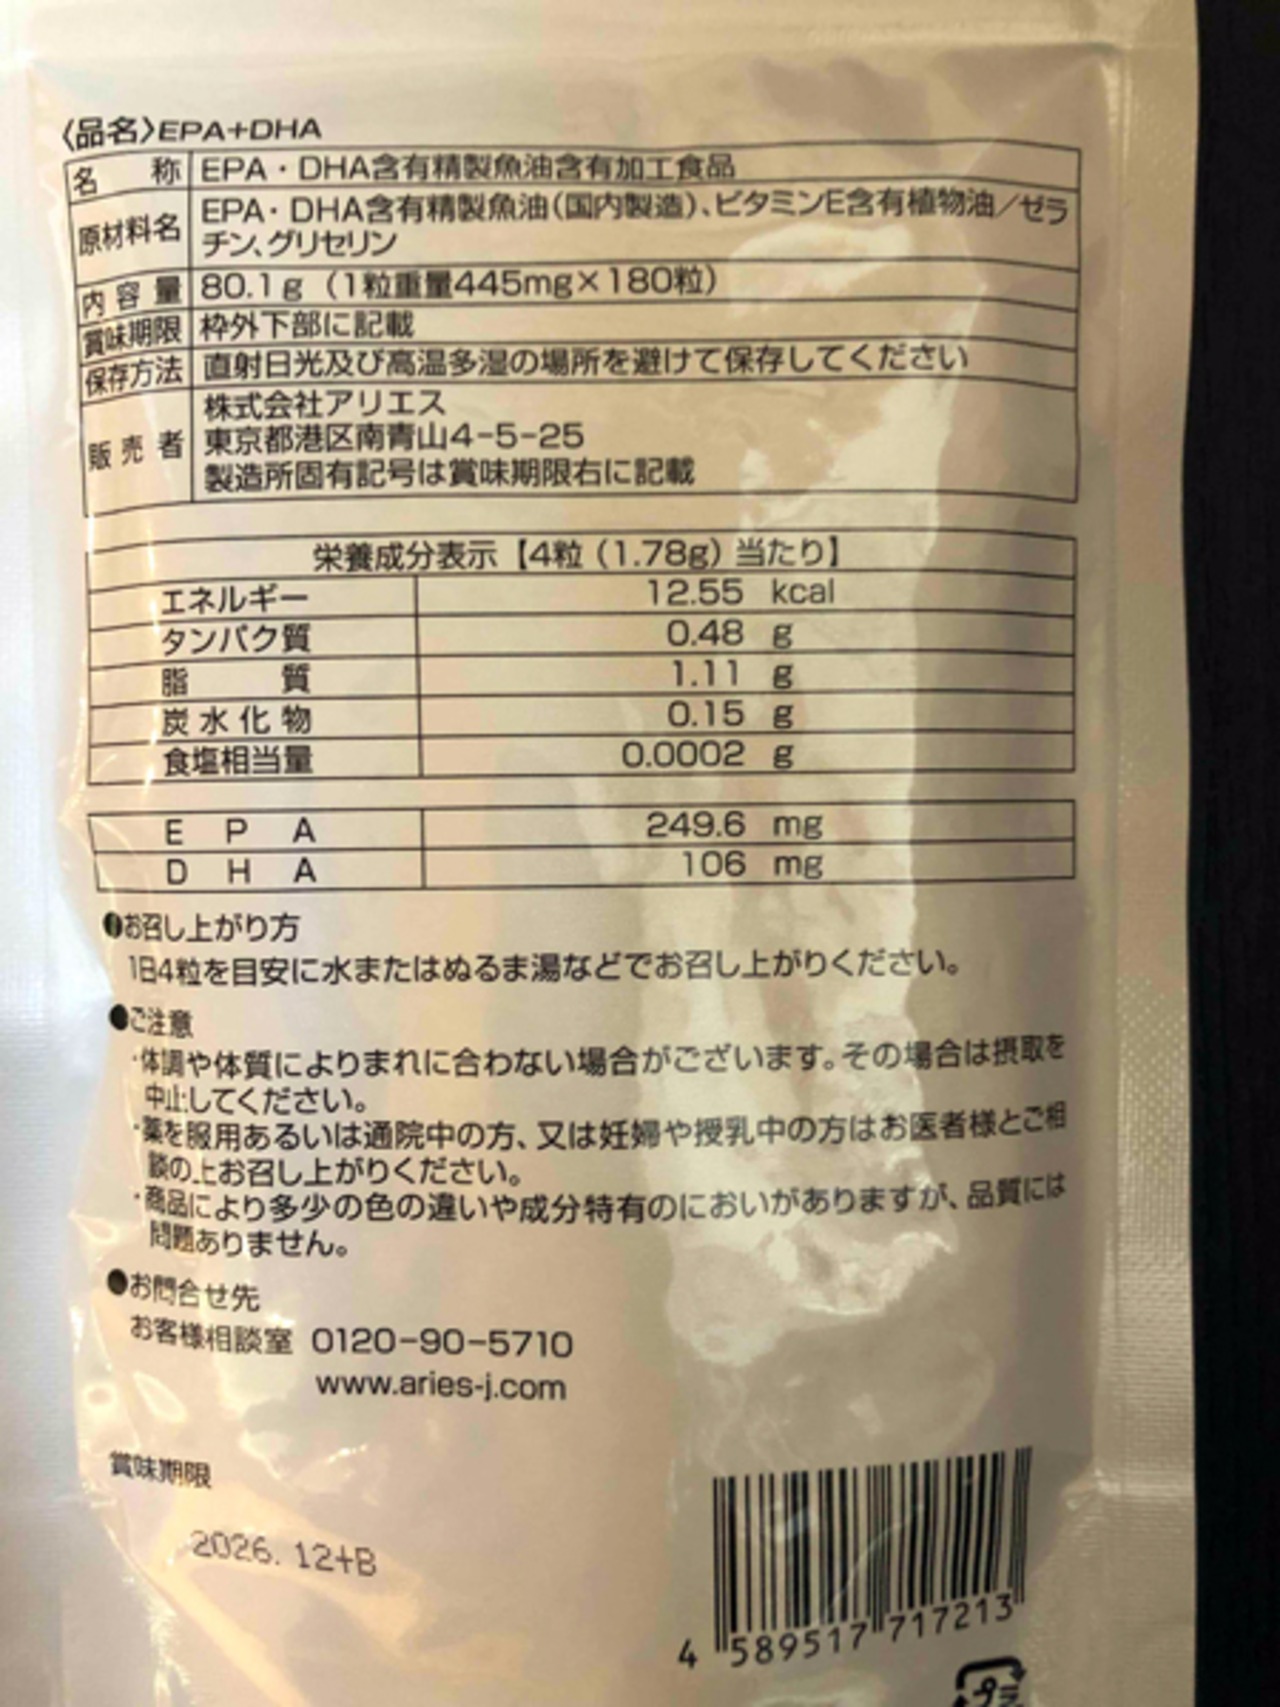 〈品名〉EPA+DHA
名 称 EPA・DHA含有精製魚油含有加工食品
原材料名 EPA・DHA含有精製魚油(国内製造)、ビタミンE含有植物油/ゼラ
チン、グリセリン
内容量 80.1g (1粒重量445mg×180粒)
賞味期限 枠外下部に記載
保存方法 直射日光及び高温多湿の場所を避けて保存してください
販売者 株式会社アリエス
東京都港区南青山4-5-25
製造所固有記号は賞味期限右に記載
栄養成分表示【4粒(1.78g)当たり】
エネルギー 12.55 kcal
タンパク質 0.48 g
脂質 1.11 g
炭水化物 0.15 g
食塩相当量 0.0002 g
EPA 249.6 mg
DHA 106 mg
●お召し上がり方
1日4粒を目安に水またはぬるま湯などでお召し上がりください。
●ご注意
・体調や体質によりまれに合わない場合がございます。その場合は摂取を
中止してください。
・薬を服用あるいは通院中の方、又は妊婦や授乳中の方はお医者様とご相
談の上お召し上がりください。
・商品により多少の色の違いや成分特有のにおいがありますが、品質には
問題ありません。
●お問合せ先
お客様相談室 0120-90-5710
www.aries-j.com
賞味期限
2026. 12+B
4 589517 717213
プラ